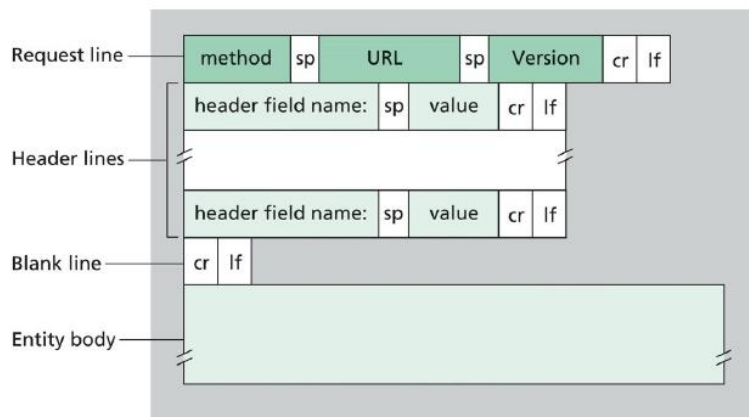 Request line method sp URL sp Version cr lf
header field name: sp value cr lf
Header lines
header field name: sp value cr lf
Blank line cr lf
Entity body